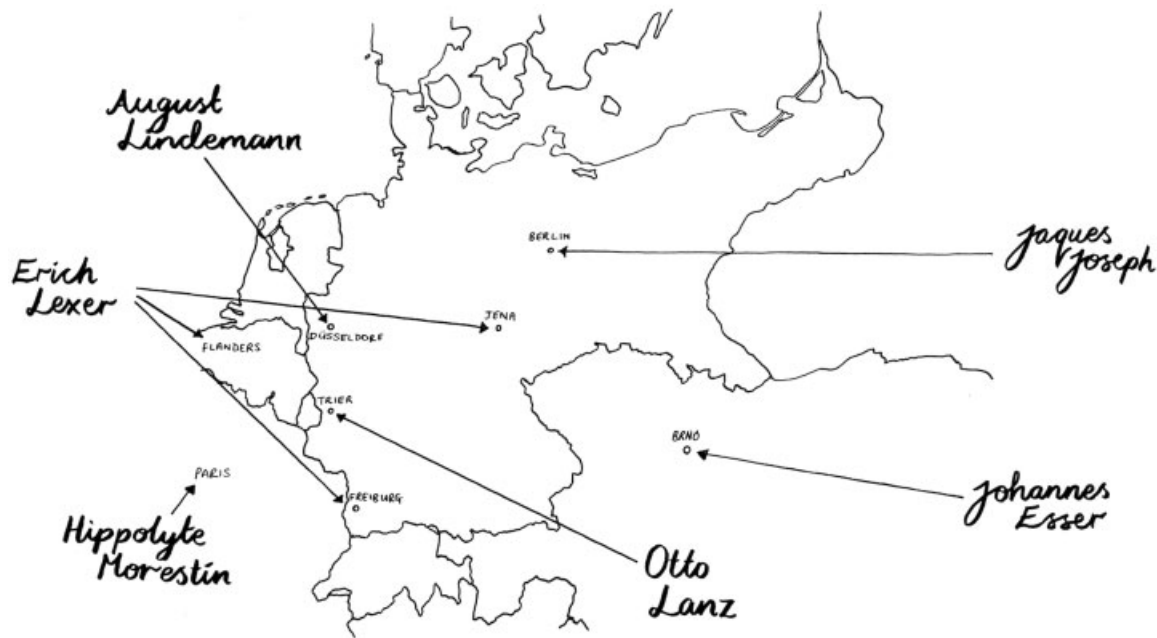 August
Lindemann
BERLIN
Jaques
Joseph
Erich
Lexer
JENA
DÜSSELDORF
FLANDERS
TRIER
BRNO
PARIS
FREIBURG
Johannes
Esser
Hippolyte
Morestin
Otto
Lanz